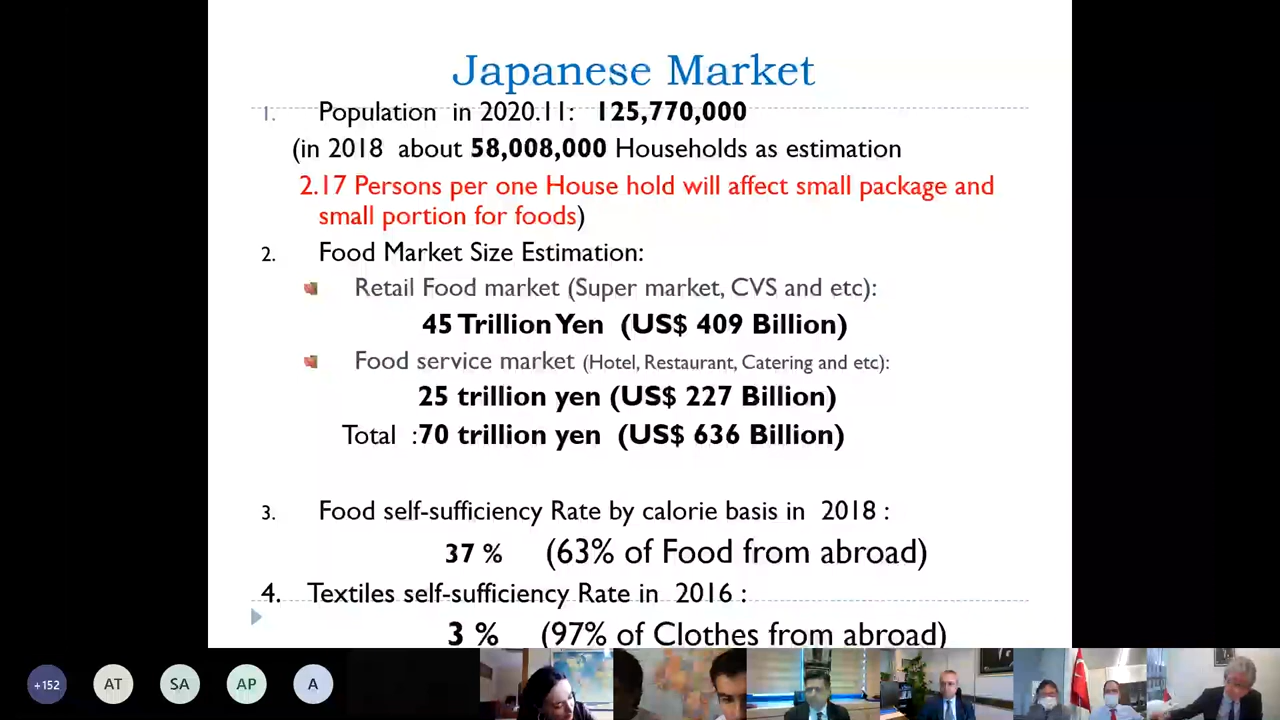 Japanese Market
1. Population in 2020.11: 125,770,000
(in 2018 about 58,008,000 Households as estimation
2.17 Persons per one House hold will affect small package and
small portion for foods)
2. Food Market Size Estimation:
Retail Food market (Super market, CVS and etc):
45 Trillion Yen (US$ 409 Billion)
Food service market (Hotel, Restaurant, Catering and etc):
25 trillion yen (US$ 227 Billion)
Total :70 trillion yen (US$ 636 Billion)
3. Food self-sufficiency Rate by calorie basis in 2018 :
37 % (63% of Food from abroad)
4. Textiles self-sufficiency Rate in 2016 :
3 % (97% of Clothes from abroad)
+152 AT SA AP A